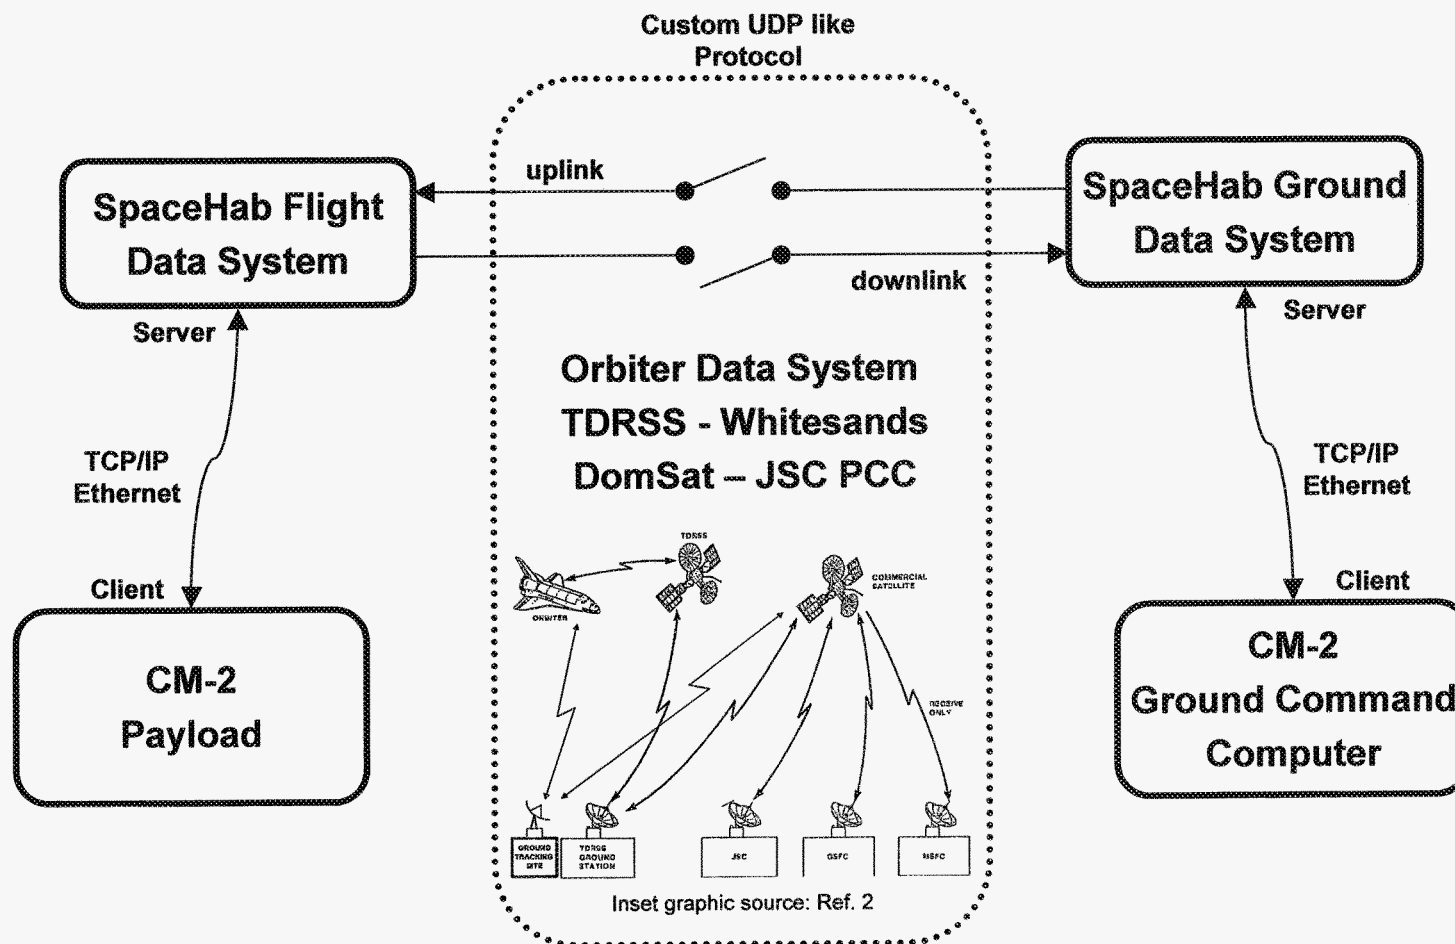 Custom UDP like
Protocol
uplink
SpaceHab Flight
Data System
SpaceHab Ground
Data System
downlink
Server
Server
Orbiter Data System
TDRSS - Whitesands
DomSat – JSC PCC
TCP/IP
Ethernet
TCP/IP
Ethernet
TDRSS
COMMERCIAL
SATELLITE
ORBITER
Client
Client
CM-2
Payload
CM-2
Ground Command
Computer
RECEIVE
ONLY
GROUND
TRACKING
SITE
TDRSS
GROUND
STATION
JSC
GSFC
MSFC
Inset graphic source: Ref. 2